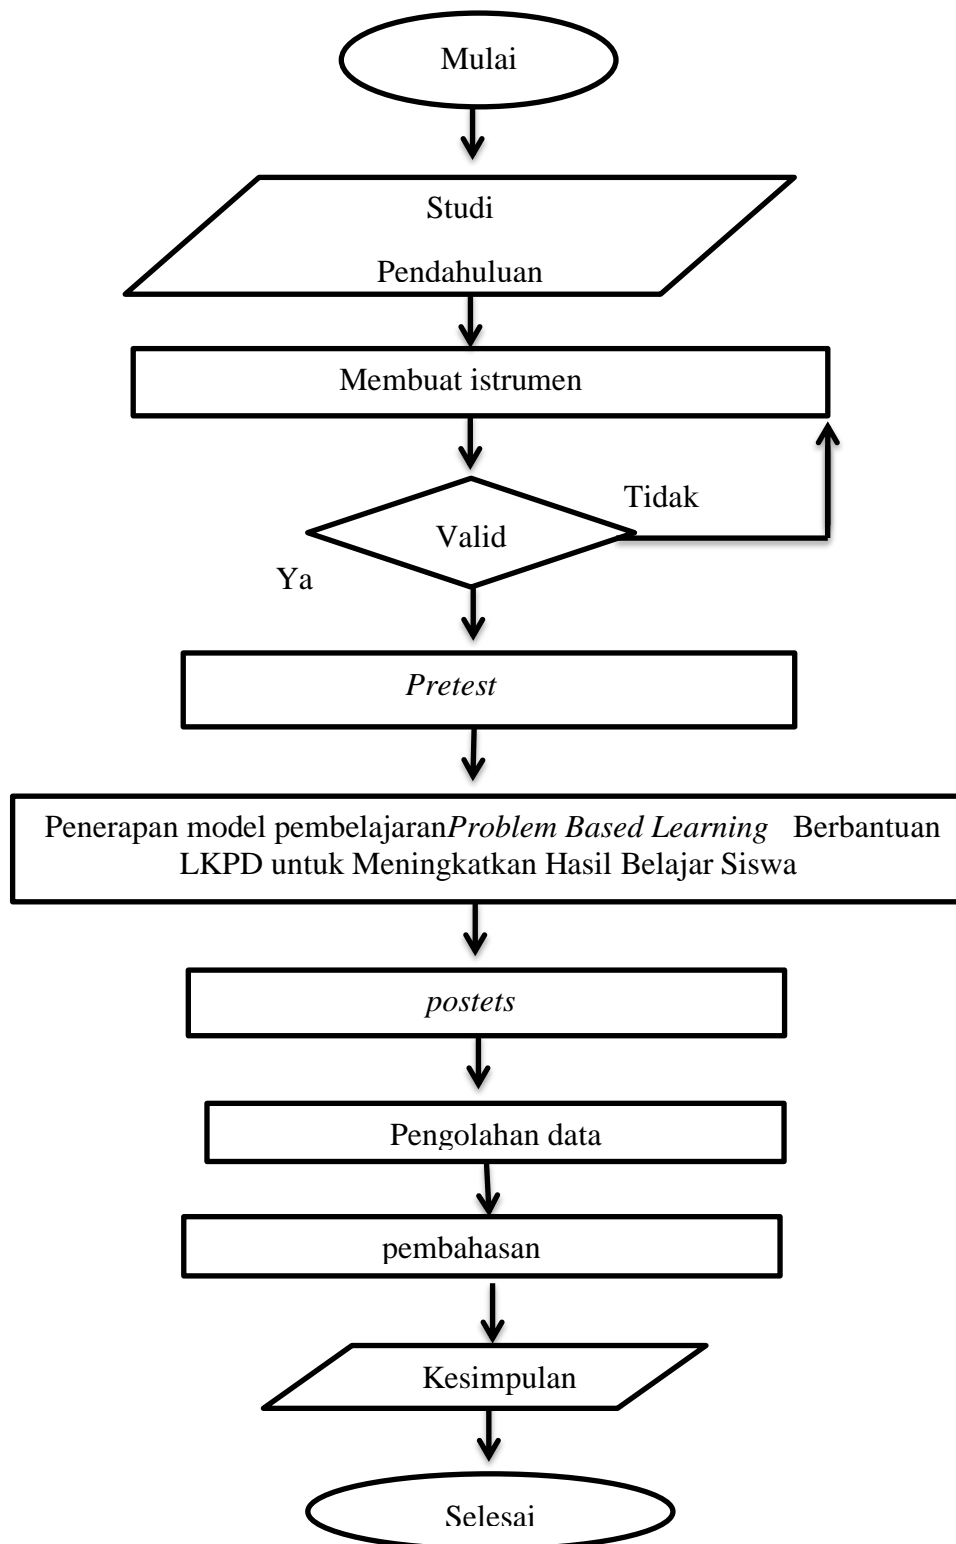 Mulai
Studi
Pendahuluan
Membuat istrumen
Tidak
Valid
Ya
Pretest
Penerapan model pembelajaranProblem Based Learning Berbantuan
LKPD untuk Meningkatkan Hasil Belajar Siswa
postets
Pengolahan data
pembahasan
Kesimpulan
Selesai